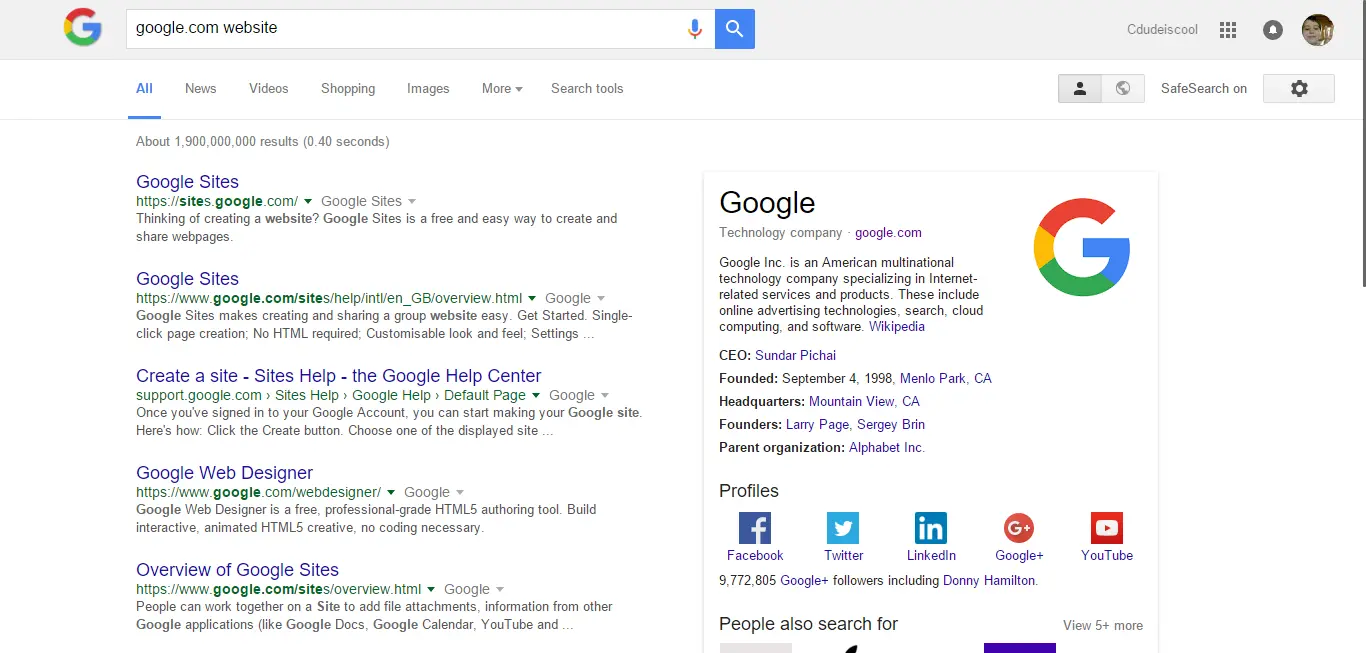 google.com website
Cdudeiscool
All News Videos Shopping Images More Search tools
SafeSearch on
About 1,900,000,000 results (0.40 seconds)
Google Sites
https://sites.google.com/ Google Sites
Thinking of creating a website? Google Sites is a free and easy way to create and
share webpages.
Google Sites
https://www.google.com/sites/help/intl/en_GB/overview.html Google
Google Sites makes creating and sharing a group website easy. Get Started. Single-
click page creation; No HTML required; Customisable look and feel; Settings ...
Create a site - Sites Help - the Google Help Center
support.google.com › Sites Help › Google Help › Default Page Google
Once you've signed in to your Google Account, you can start making your Google site.
Here's how: Click the Create button. Choose one of the displayed site ...
Google Web Designer
https://www.google.com/webdesigner/ Google
Google Web Designer is a free, professional-grade HTML5 authoring tool. Build
interactive, animated HTML5 creative, no coding necessary.
Overview of Google Sites
https://www.google.com/sites/overview.html Google
People can work together on a Site to add file attachments, information from other
Google applications (like Google Docs, Google Calendar, YouTube and ...
Google
Technology company · google.com
Google Inc. is an American multinational
technology company specializing in Internet-
related services and products. These include
online advertising technologies, search, cloud
computing, and software. Wikipedia
CEO: Sundar Pichai
Founded: September 4, 1998, Menlo Park, CA
Headquarters: Mountain View, CA
Founders: Larry Page, Sergey Brin
Parent organization: Alphabet Inc.
Profiles
Facebook Twitter LinkedIn Google+ YouTube
9,772,805 Google+ followers including Donny Hamilton.
People also search for
View 5+ more